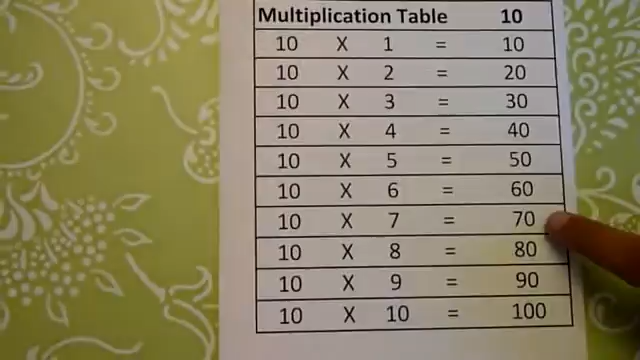 Multiplication Table 10
10 X 1 = 10
10 X 2 = 20
10 X 3 = 30
10 X 4 = 40
10 X 5 = 50
10 X 6 = 60
10 X 7 = 70
10 X 8 = 80
10 X 9 = 90
10 X 10 = 100